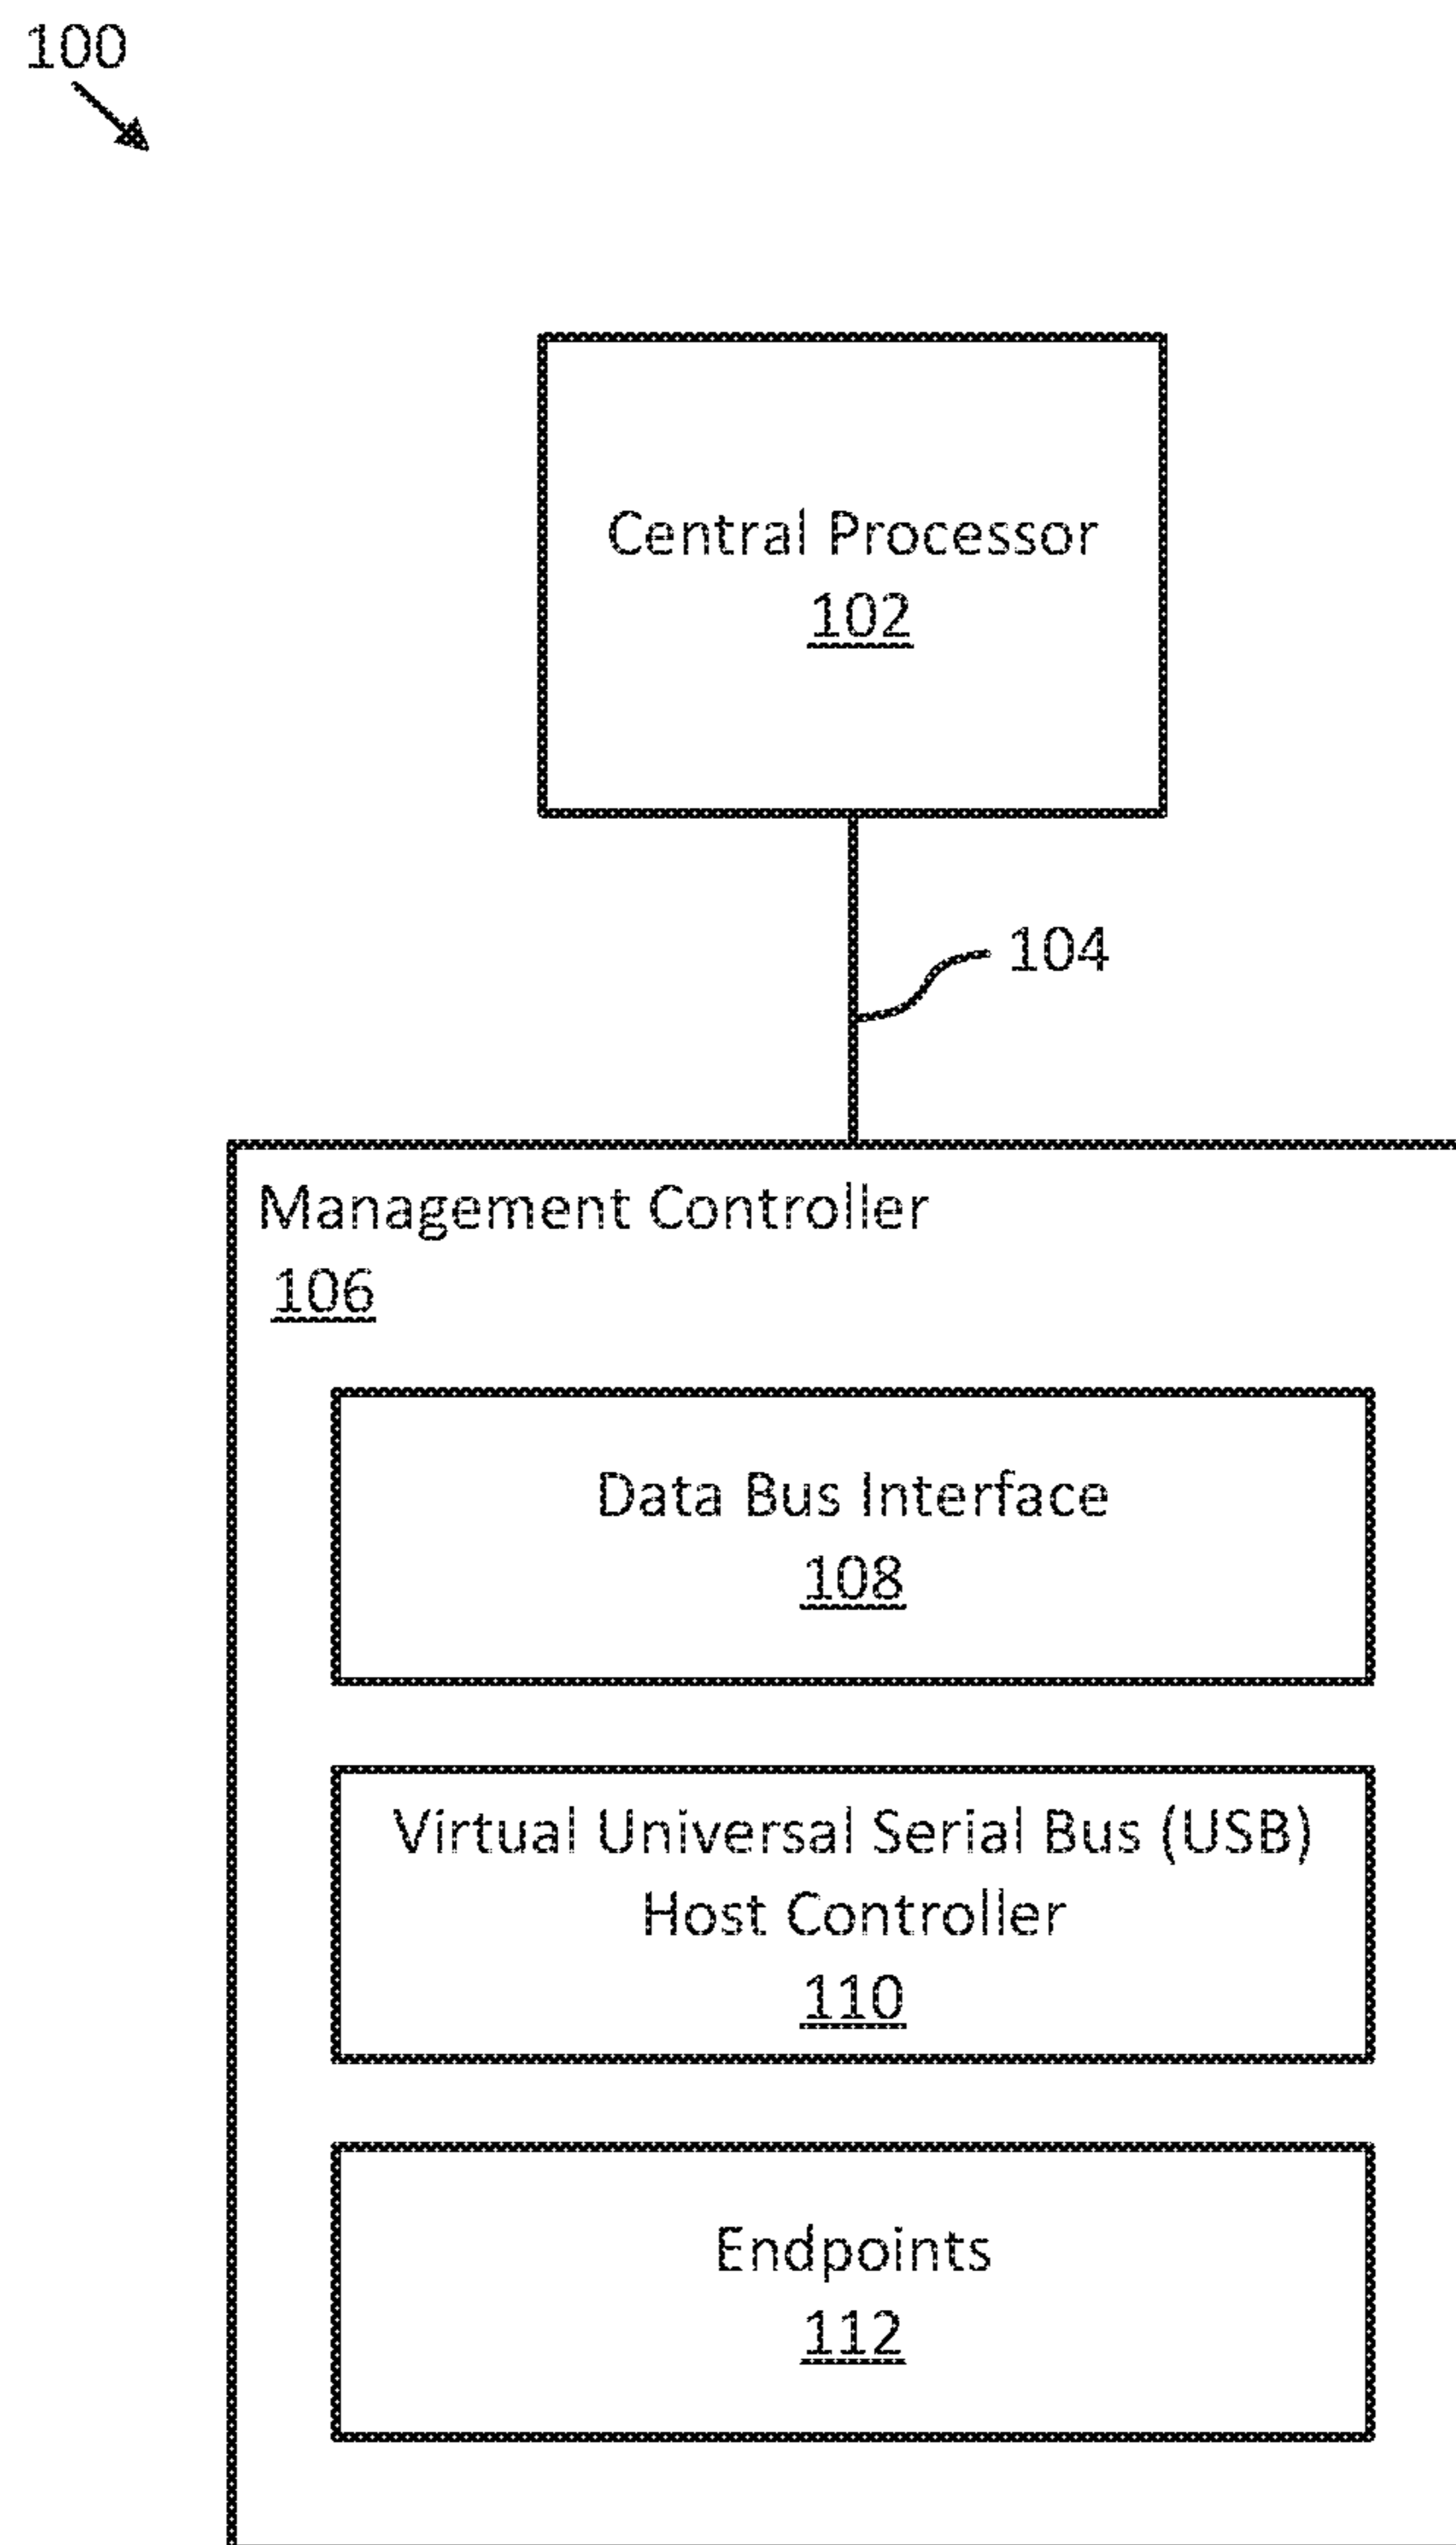 100
Central Processor
102
104
Management Controller
106
Data Bus Interface
108
Virtual Universal Serial Bus (USB)
Host Controller
110
Endpoints
112